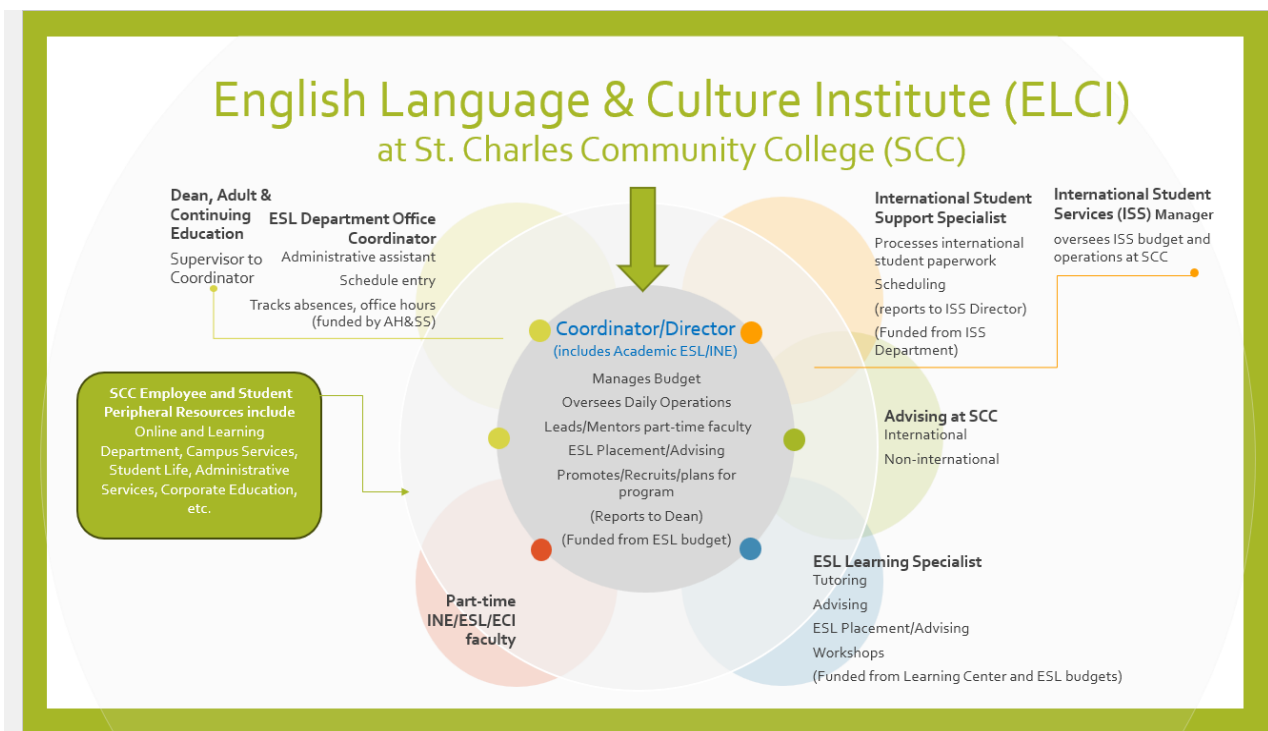 English Language & Culture Institute (ELCI)
at St. Charles Community College (SCC)
Dean, Adult &
Continuing
Education
Supervisor to
Coordinator
ESL Department Office
Coordinator
Administrative assistant
Schedule entry
Tracks absences, office hours
(funded by AH&SS)
International Student
Support Specialist
Processes international
student paperwork
Scheduling
(reports to ISS Director)
(Funded from ISS
Department)
International Student
Services (ISS) Manager
oversees ISS budget and
operations at SCC
Coordinator/Director
(includes Academic ESL/INE)
Manages Budget
Oversees Daily Operations
Leads/Mentors part-time faculty
ESL Placement/Advising
Promotes/Recruits/plans for
program
(Reports to Dean)
(Funded from ESL budget)
SCC Employee and Student
Peripheral Resources include
Online and Learning
Department, Campus Services,
Student Life, Administrative
Services, Corporate Education,
etc.
Advising at SCC
International
Non-international
Part-time
INE/ESL/ECI
faculty
ESL Learning Specialist
Tutoring
Advising
ESL Placement/Advising
Workshops
(Funded from Learning Center and ESL budgets)